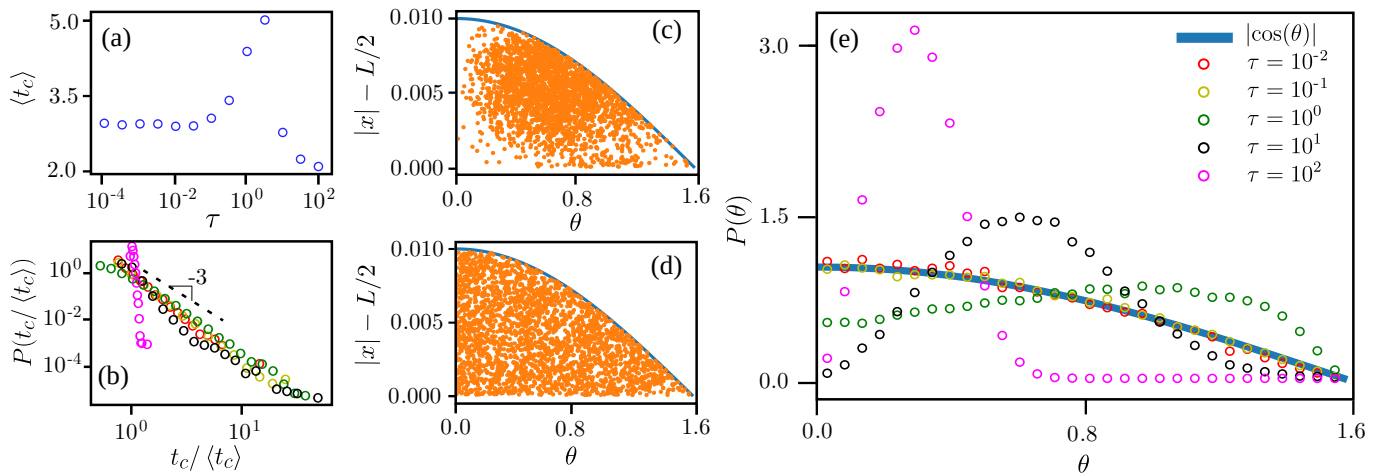 (a)
5.0
3.5
2.0
⟨t_c⟩
10^-4
10^-2
10^0
10^2
τ
(b)
-3
10^0
10^-2
10^-4
P(t_c/⟨t_c⟩)
10^0
10^1
t_c/⟨t_c⟩
(c)
0.010
0.005
0.000
|x| − L/2
0.0
0.8
1.6
θ
(d)
0.010
0.005
0.000
|x| − L/2
0.0
0.8
1.6
θ
(e)
|cos(θ)|
τ = 10^-2
τ = 10^-1
τ = 10^0
τ = 10^1
τ = 10^2
3.0
1.5
0.0
P(θ)
0.0
0.8
1.6
θ